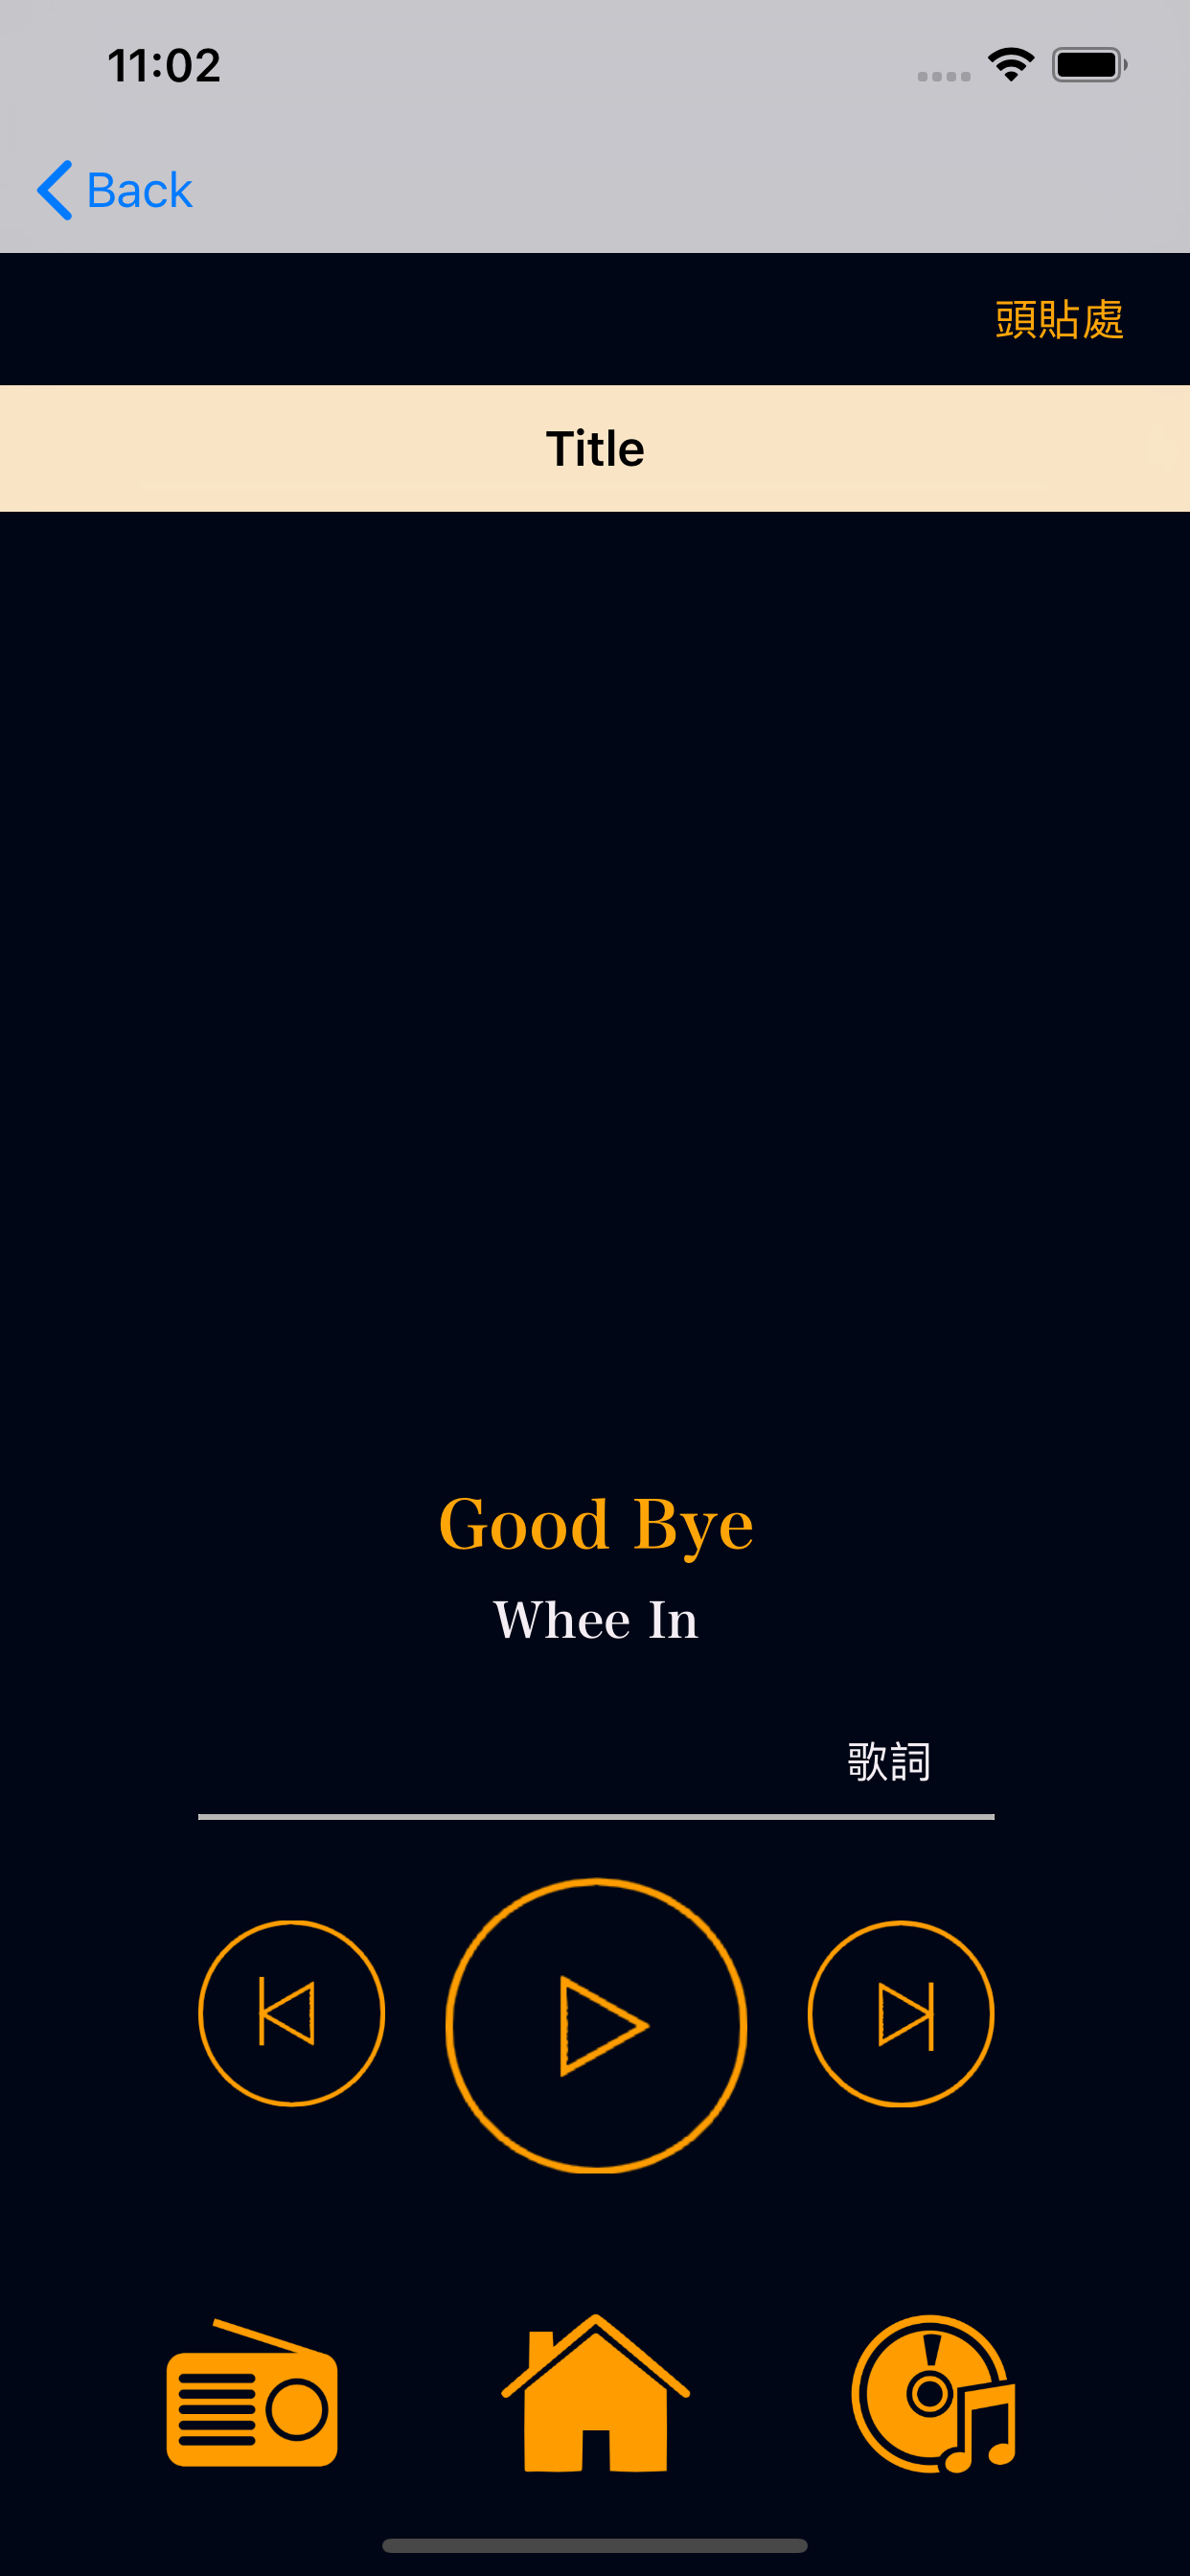 11:02
Back
頭貼處
Title
Good Bye
Whee In
歌詞